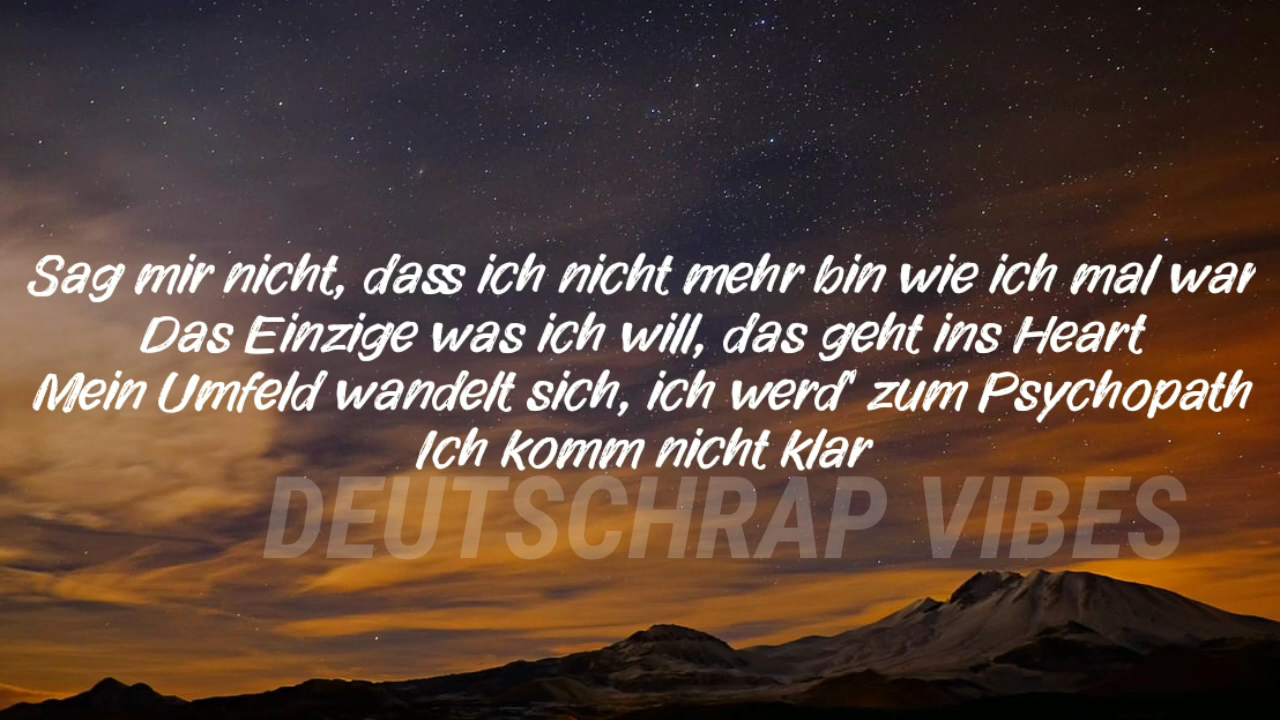 Sag mir nicht, dass ich nicht mehr bin wie ich mal war
Das Einzige was ich will, das geht ins Heart
Mein Umfeld wandelt sich, ich werd' zum Psychopath
Ich komm nicht klar
DEUTSCHRAP VIBES